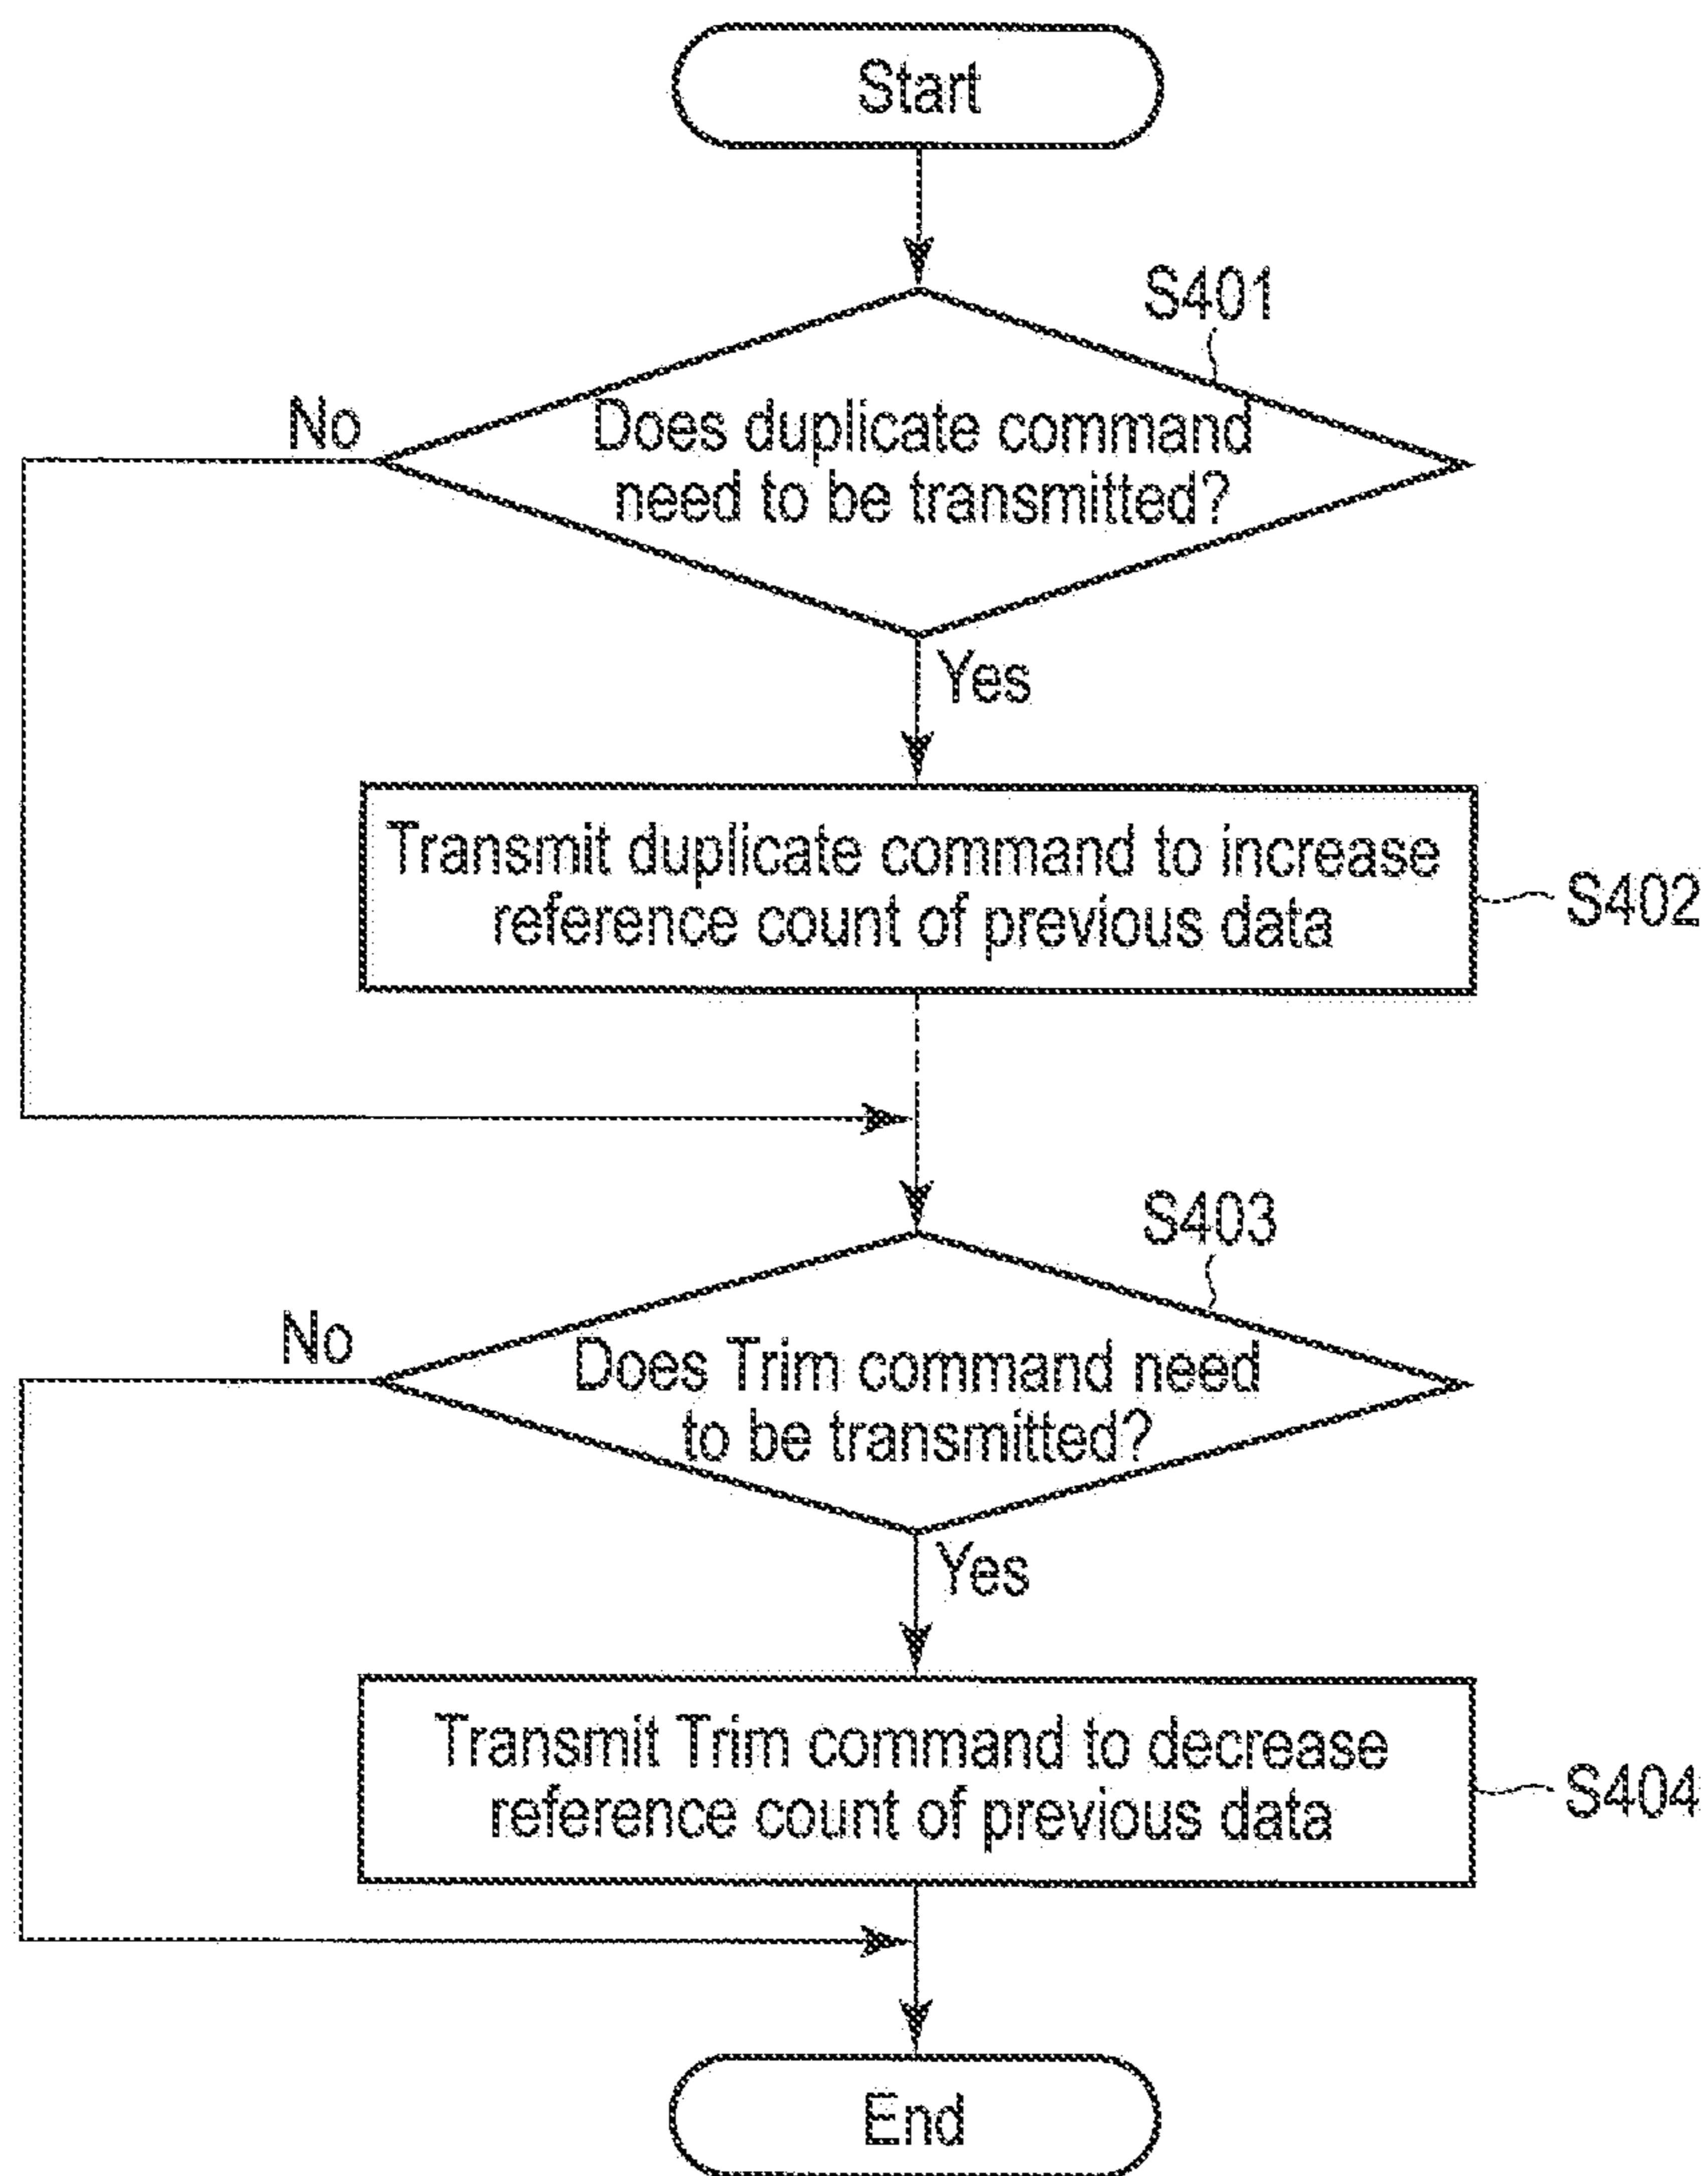 Start
S401
No
Does duplicate command
need to be transmitted?
Yes
Transmit duplicate command to increase
reference count of previous data
S402
S403
No
Does Trim command need
to be transmitted?
Yes
Transmit Trim command to decrease
reference count of previous data
S404
End